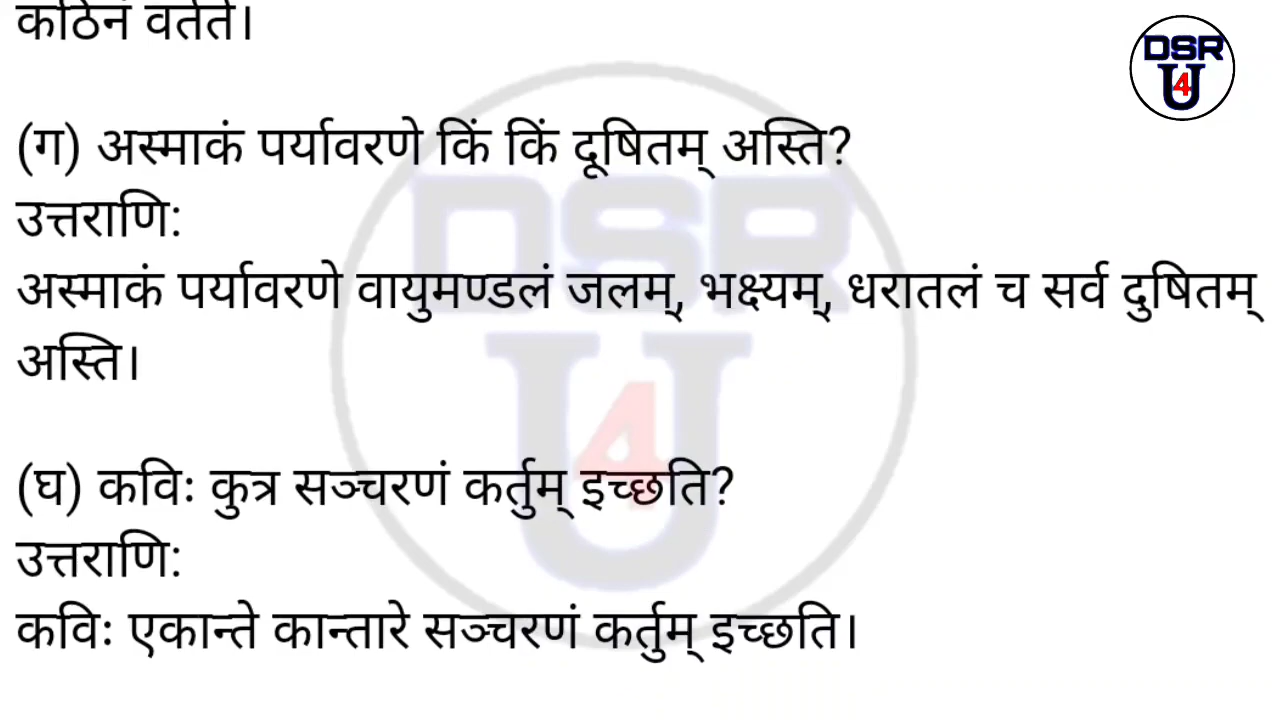 कठिनं वर्तते।
DSR
U
4
(ग) अस्माकं पर्यावरणे किं किं दूषितम् अस्ति?
उत्तराणि:
अस्माकं पर्यावरणे वायुमण्डलं जलम्, भक्ष्यम्, धरातलं च सर्व दुषितम्
अस्ति।
(घ) कविः कुत्र सञ्चरणं कर्तुम् इच्छति?
उत्तराणि:
कविः एकान्ते कान्तारे सञ्चरणं कर्तुम् इच्छति।
DSR
U
4